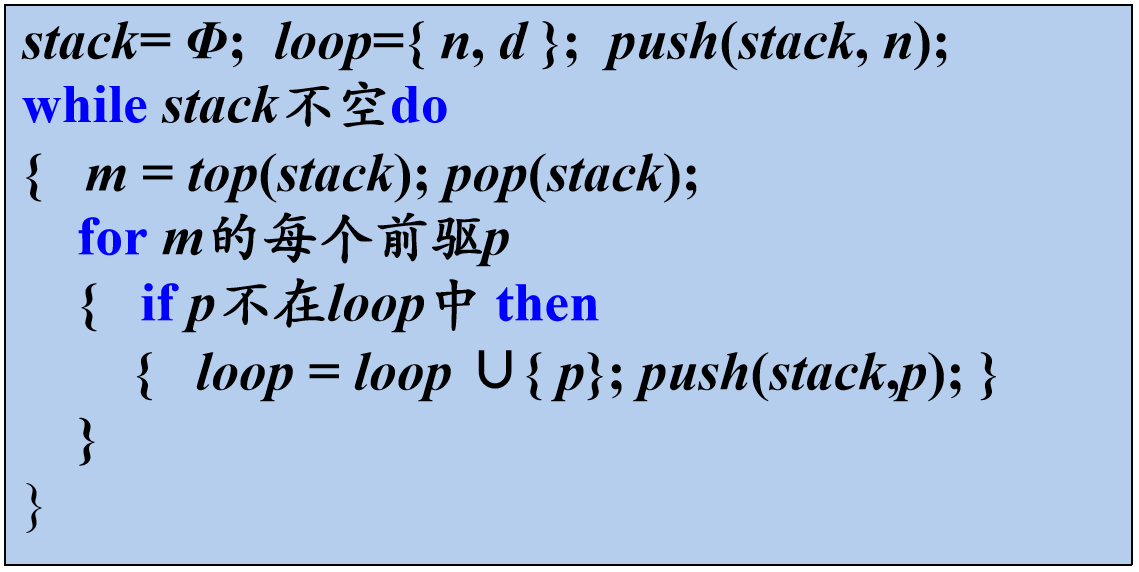 stack= Φ; loop={ n, d }; push(stack, n);
while stack不空do
{ m = top(stack); pop(stack);
for m的每个前驱p
{ if p不在loop中 then
{ loop = loop ∪{ p}; push(stack,p); }
}
}